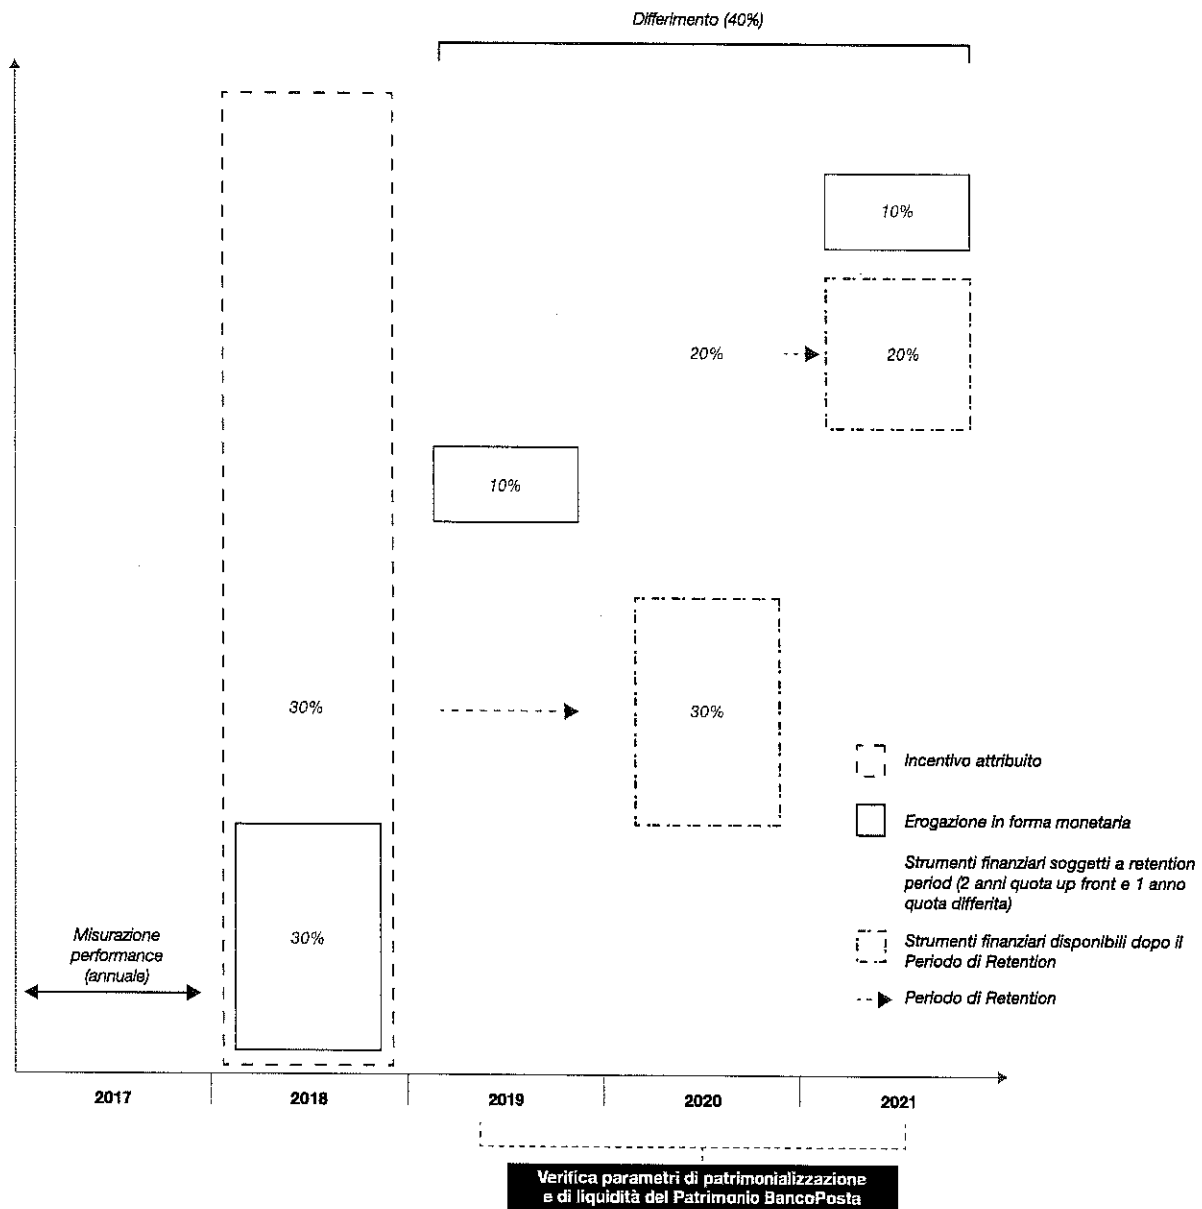 Differimento (40%)
10%
20%
20%
10%
30%
30%
30%
Misurazione
performance
(annuale)
Incentivo attribuito
Erogazione in forma monetaria
Strumenti finanziari soggetti a retention
period (2 anni quota up front e 1 anno
quota differita)
Strumenti finanziari disponibili dopo il
Periodo di Retention
Periodo di Retention
2017
2018
2019
2020
2021
Verifica parametri di patrimonializzazione
e di liquidità del Patrimonio BancoPosta